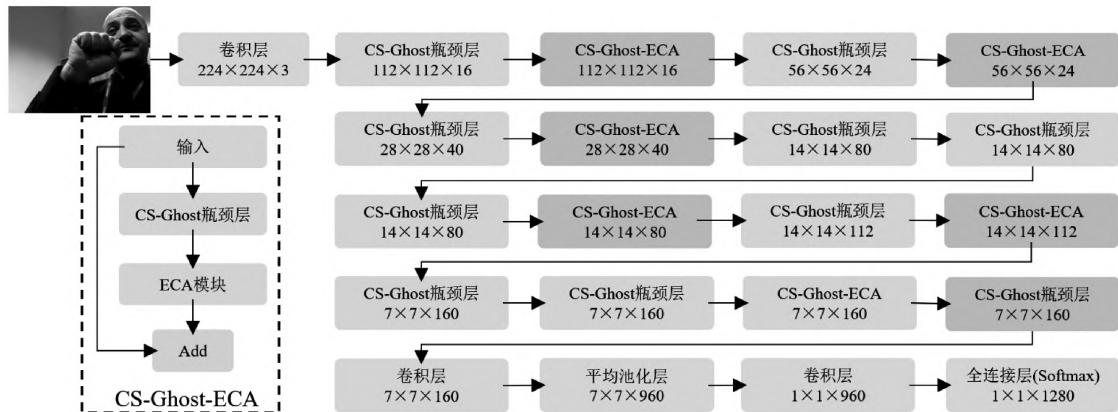 卷积层
224×224×3
CS-Ghost瓶颈层
112×112×16
CS-Ghost-ECA
112×112×16
CS-Ghost瓶颈层
56×56×24
CS-Ghost-ECA
56×56×24
CS-Ghost瓶颈层
28×28×40
CS-Ghost-ECA
28×28×40
CS-Ghost瓶颈层
14×14×80
CS-Ghost瓶颈层
14×14×80
CS-Ghost瓶颈层
14×14×80
CS-Ghost-ECA
14×14×80
CS-Ghost瓶颈层
14×14×112
CS-Ghost-ECA
14×14×112
CS-Ghost瓶颈层
7×7×160
CS-Ghost瓶颈层
7×7×160
CS-Ghost-ECA
7×7×160
CS-Ghost瓶颈层
7×7×160
卷积层
7×7×160
平均池化层
7×7×960
卷积层
1×1×960
全连接层(Softmax)
1×1×1280
输入
CS-Ghost瓶颈层
ECA模块
Add
CS-Ghost-ECA